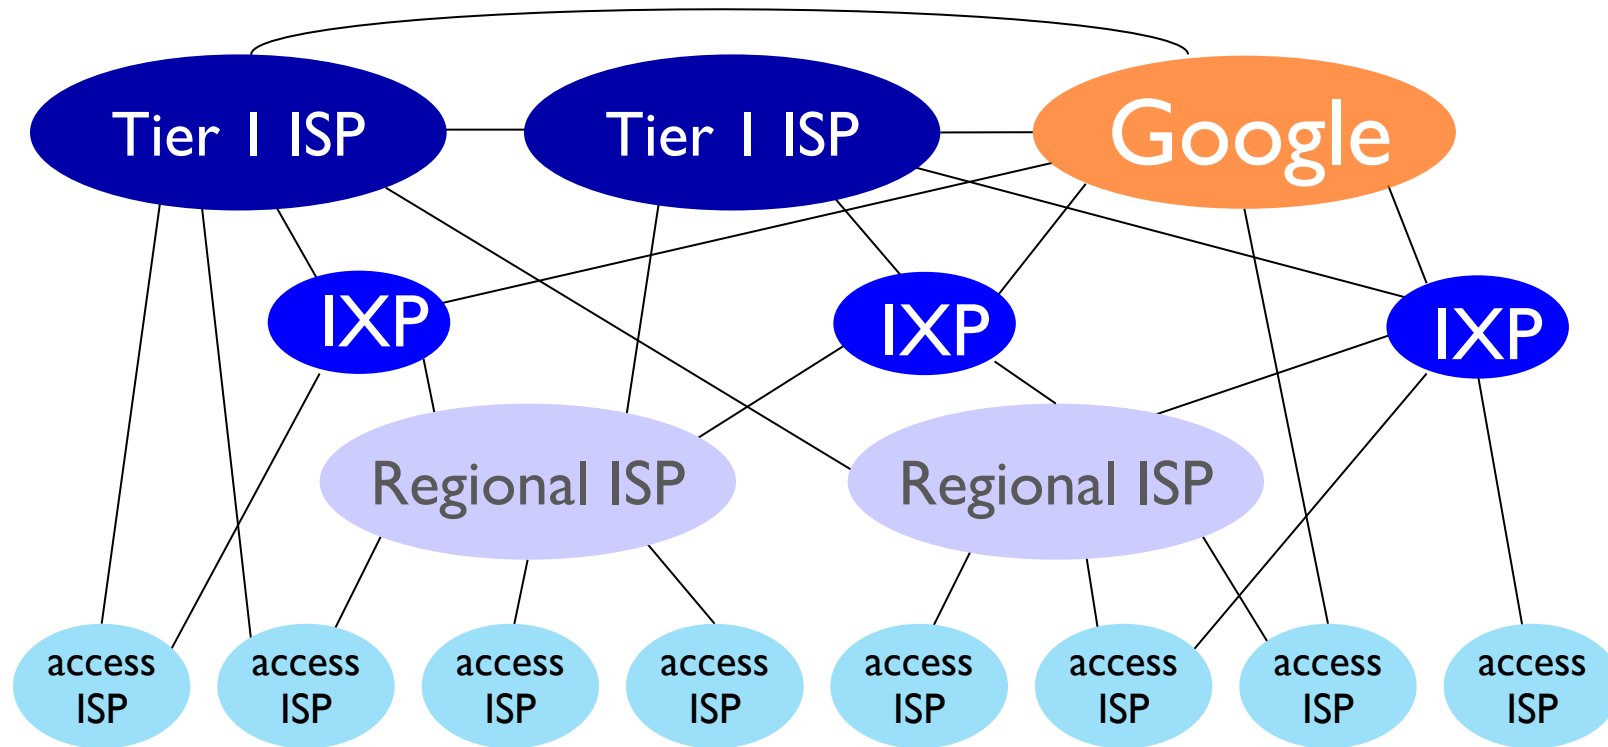 Tier 1 ISP
Tier 1 ISP
Google
IXP
IXP
IXP
Regional ISP
Regional ISP
access
ISP
access
ISP
access
ISP
access
ISP
access
ISP
access
ISP
access
ISP
access
ISP